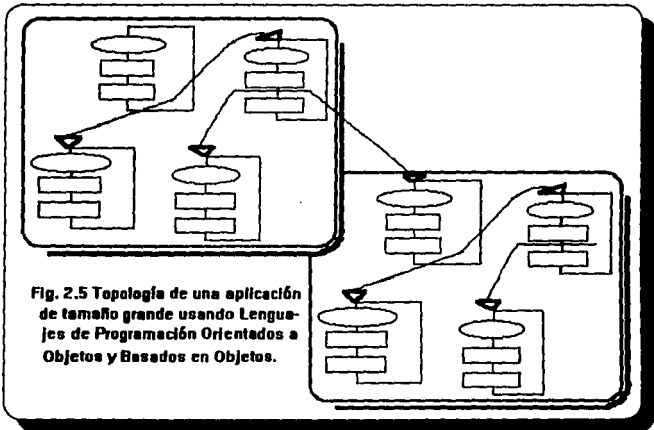 Fig. 2.5 Topología de una aplicación
de tamaño grande usando Lengua-
jes de Programación Orientados a
Objetos y Basados en Objetos.